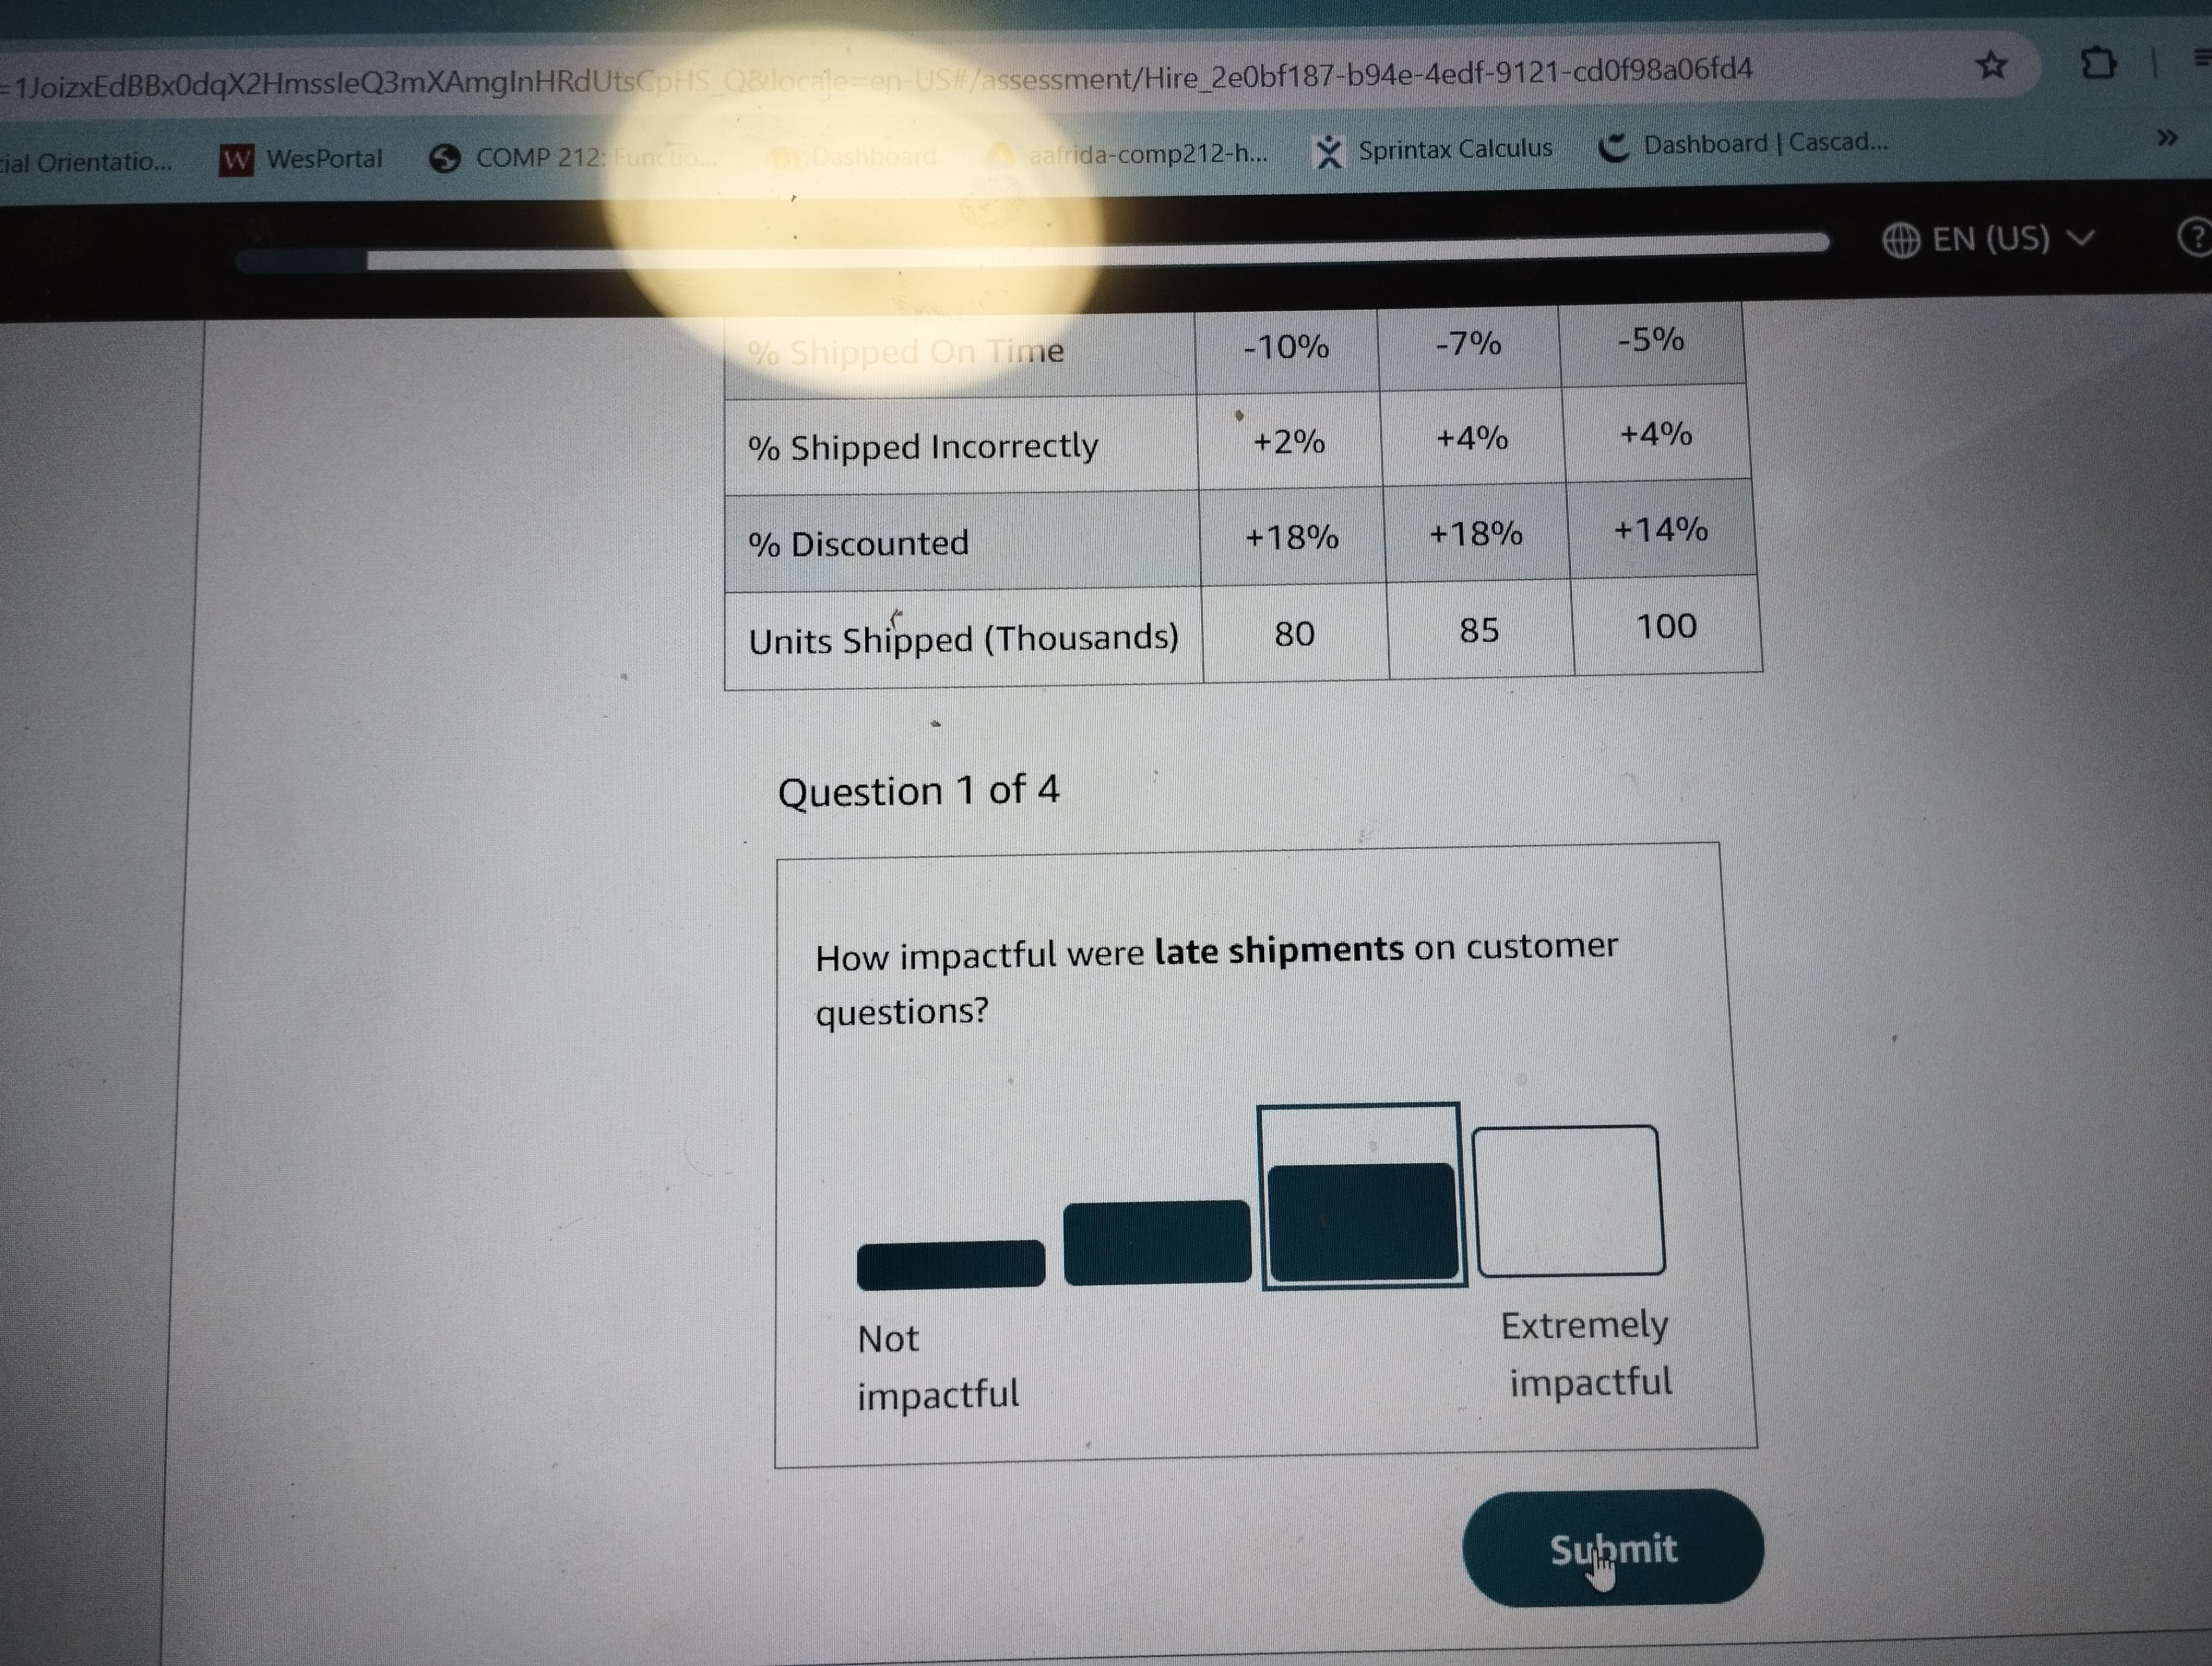 =1JoizxEdBBx0dqX2HmssleQ3mXAmgInHRdUtsCpHS_Q&locale=en-US#/assessment/Hire_2e0bf187-b94e-4edf-9121-cd0f98a06fd4
cial Orientatio... WesPortal COMP 212: Functio... Dashboard aafrida-comp212-h... Sprintax Calculus Dashboard | Cascad... »
EN (US)
% Shipped On Time -10% -7% -5%
% Shipped Incorrectly +2% +4% +4%
% Discounted +18% +18% +14%
Units Shipped (Thousands) 80 85 100
Question 1 of 4
How impactful were late shipments on customer
questions?
Not
impactful
Extremely
impactful
Submit